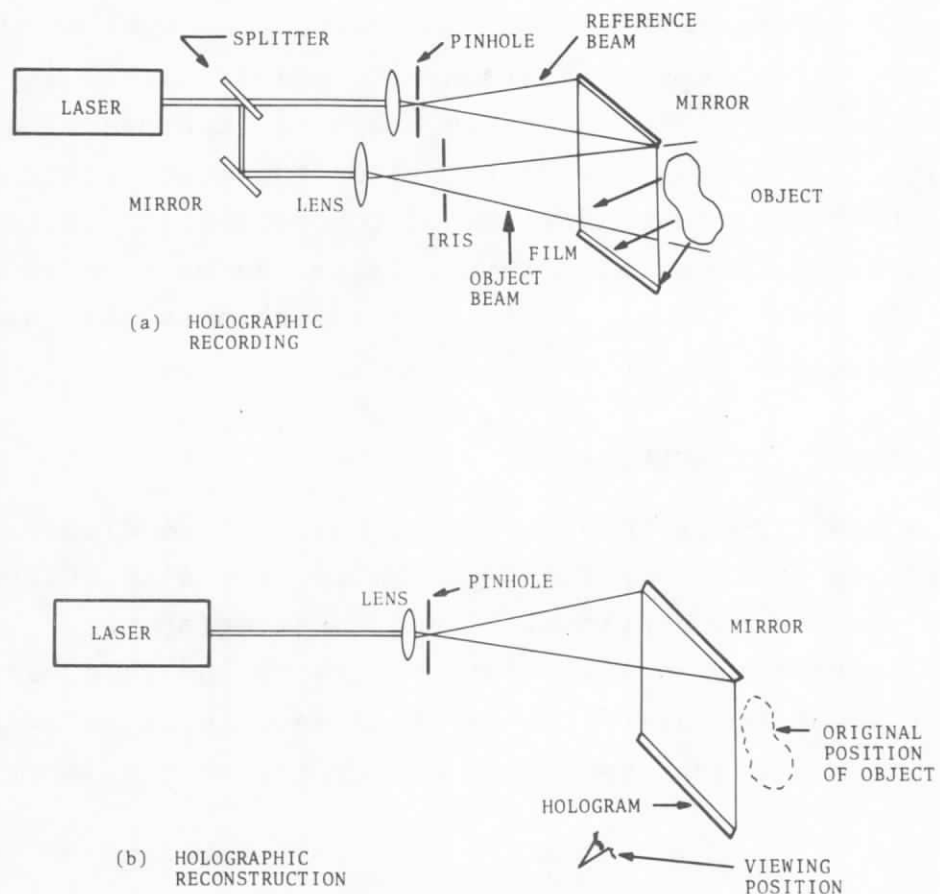 REFERENCE
BEAM
SPLITTER
PINHOLE
LASER
MIRROR
MIRROR
LENS
OBJECT
IRIS
FILM
OBJECT
BEAM
(a) HOLOGRAPHIC
RECORDING
PINHOLE
LENS
LASER
MIRROR
ORIGINAL
POSITION
OF OBJECT
HOLOGRAM
(b) HOLOGRAPHIC
RECONSTRUCTION
VIEWING
POSITION